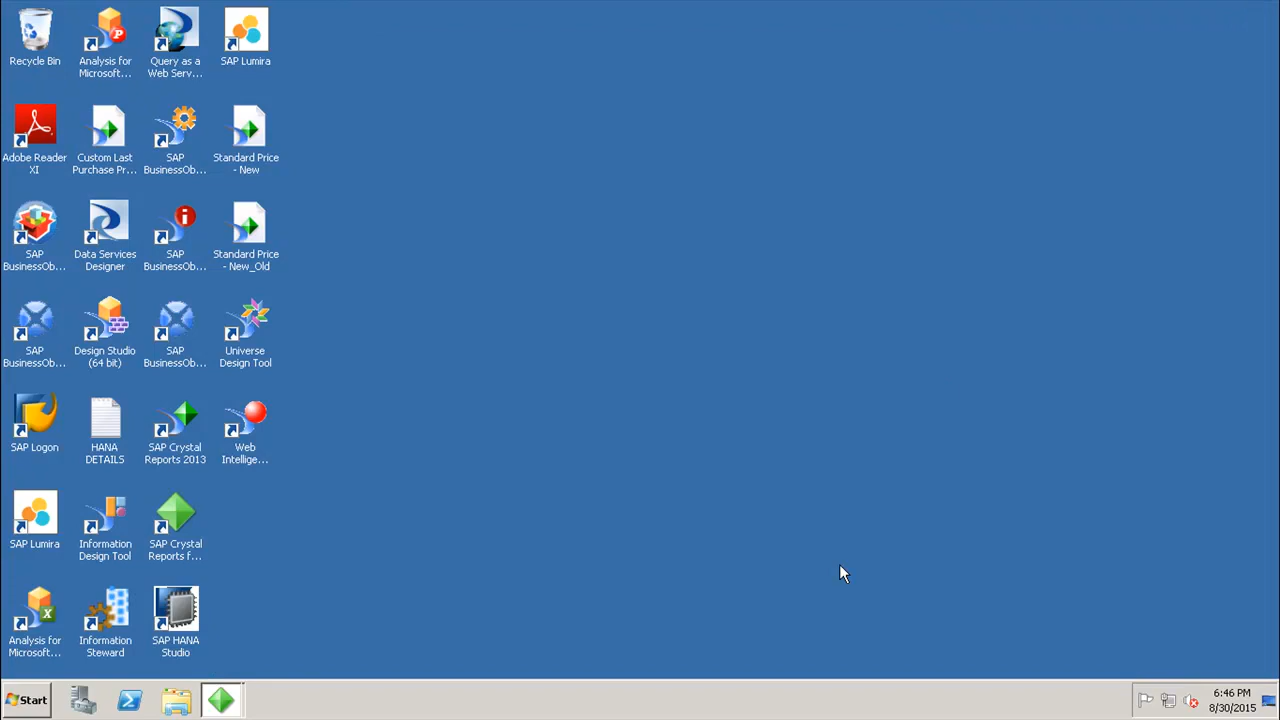 Recycle Bin
Analysis for
Microsoft...
Query as a
Web Serv...
SAP Lumira
Adobe Reader
XI
Custom Last
Purchase Pr...
SAP
BusinessOb...
Standard Price
- New
SAP
BusinessOb...
Data Services
Designer
SAP
BusinessOb...
Standard Price
- New_Old
SAP
BusinessOb...
Design Studio
(64 bit)
SAP
BusinessOb...
Universe
Design Tool
SAP Logon
HANA
DETAILS
SAP Crystal
Reports 2013
Web
Intellige...
SAP Lumira
Information
Design Tool
SAP Crystal
Reports f...
Analysis for
Microsoft...
Information
Steward
SAP HANA
Studio
Start
6:46 PM
8/30/2015